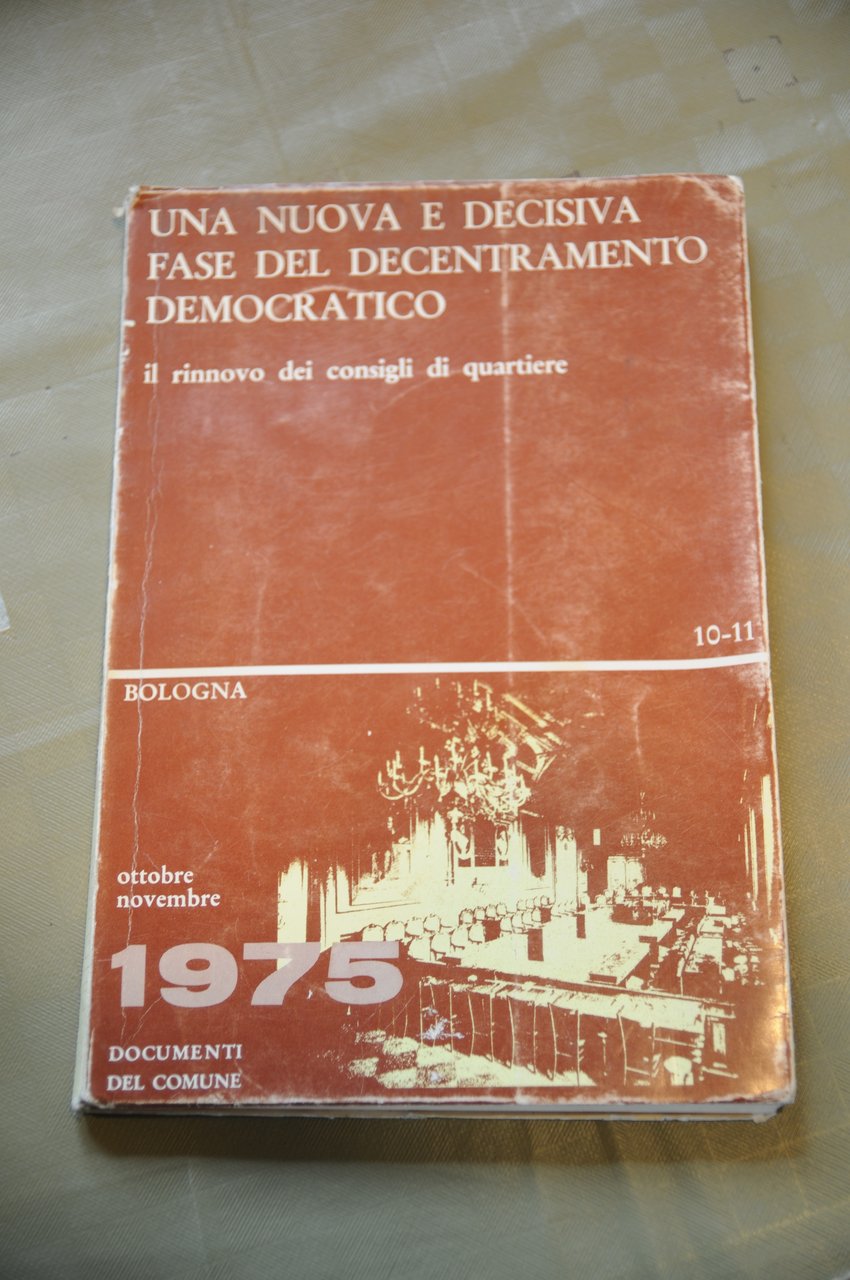 UNA NUOVA E DECISIVA
FASE DEL DECENTRAMENTO
DEMOCRATICO
il rinnovo dei consigli di quartiere
10-11
BOLOGNA
ottobre
novembre
1975
DOCUMENTI
DEL COMUNE